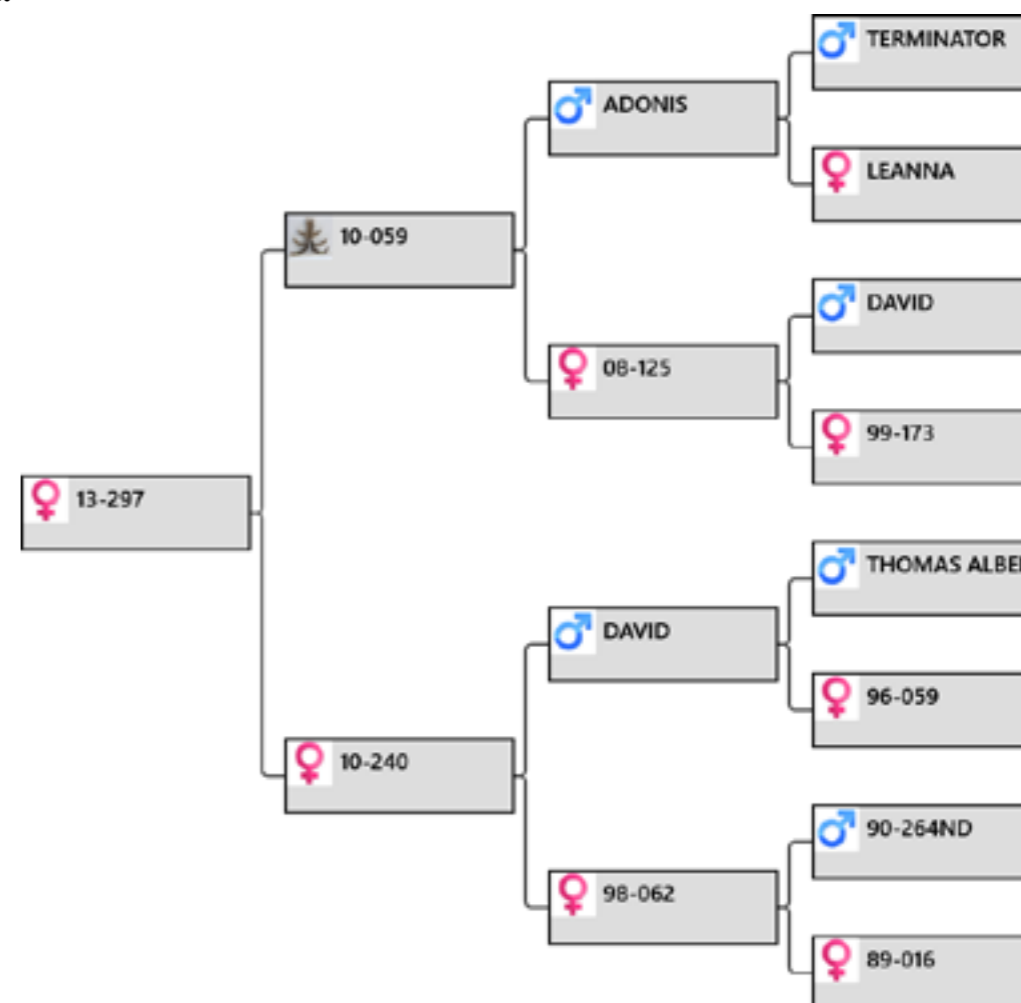 TERMINATOR
ADONIS
LEANNA
10-059
DAVID
08-125
99-173
13-297
THOMAS
DAVID
96-059
10-240
90-264ND
98-062
89-016